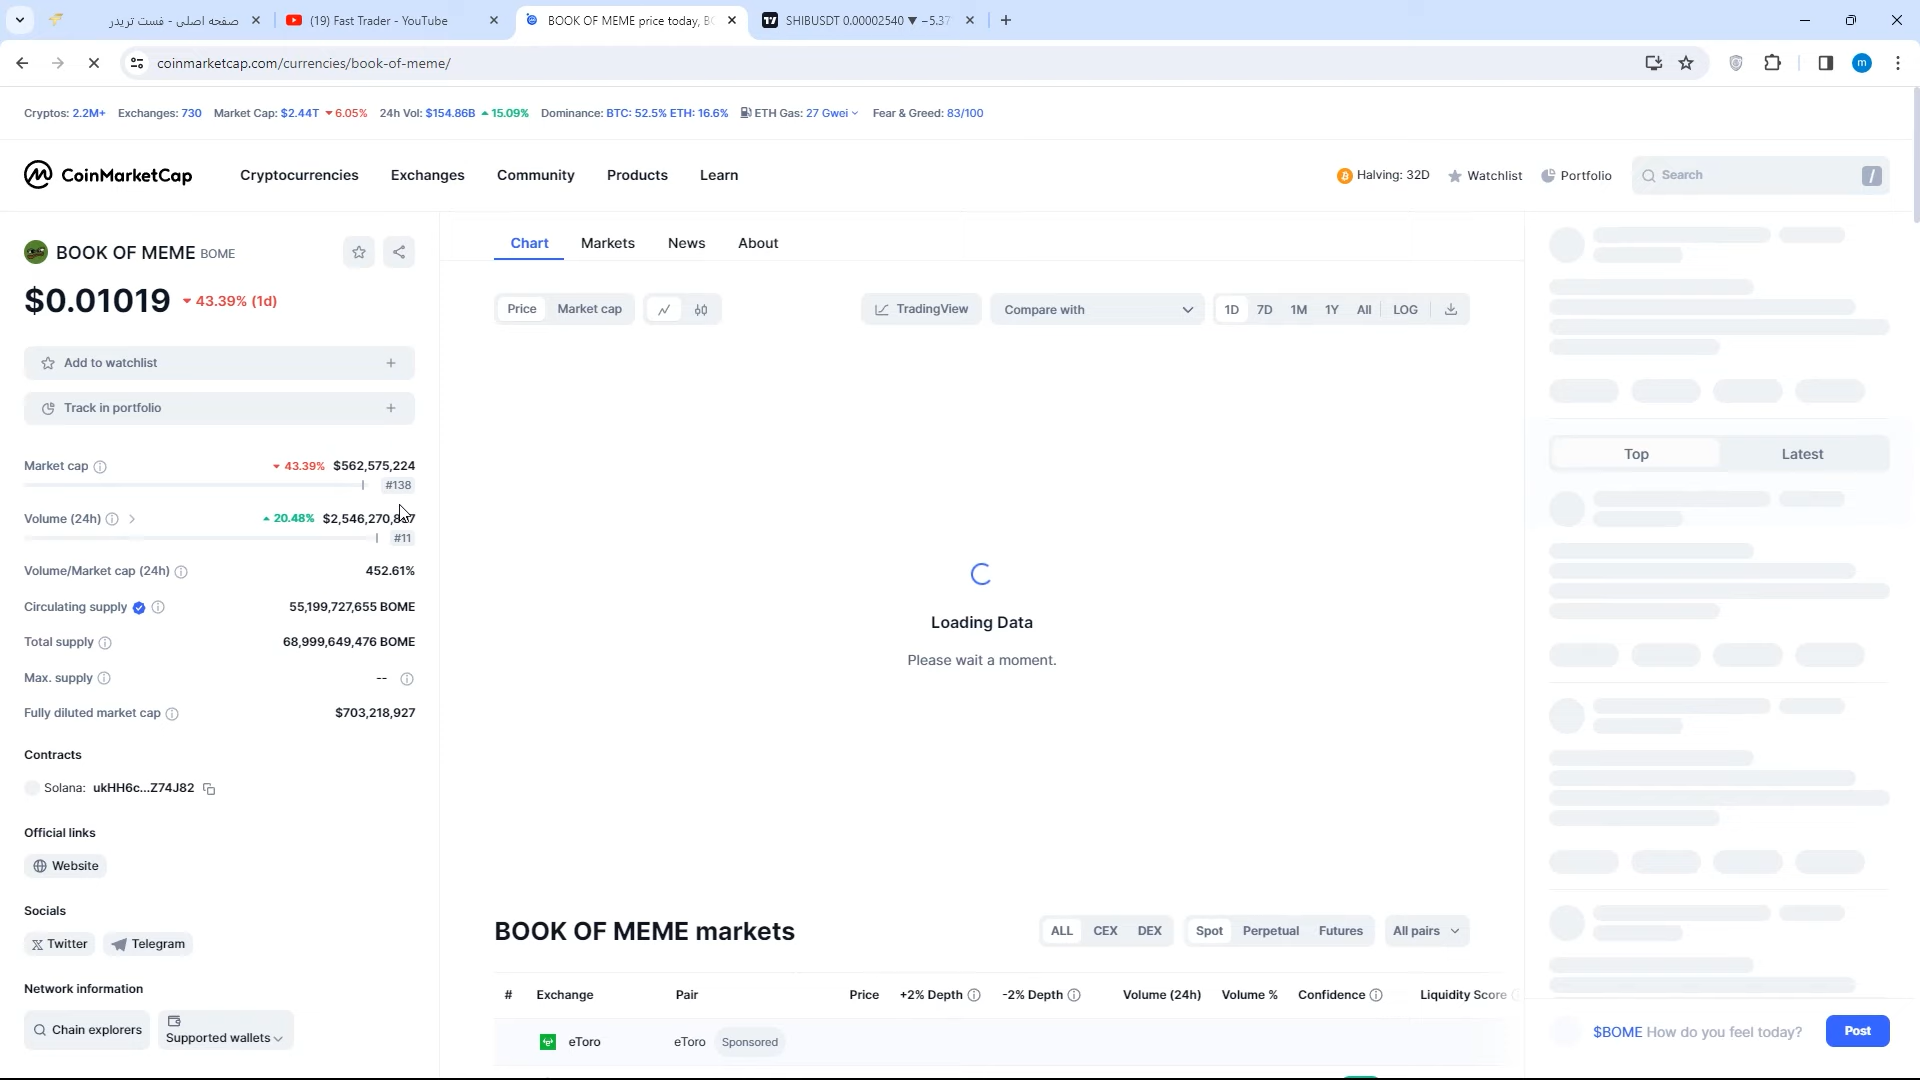 صفحه اصلی - فست تریدر
(19) Fast Trader - YouTube
BOOK OF MEME price today, BO
SHIBUSDT 0.00002540 ▼ −5.37
coinmarketcap.com/currencies/book-of-meme/
m
Cryptos: 2.2M+ Exchanges: 730 Market Cap: $2.44T 6.05% 24h Vol: $154.86B 15.09% Dominance: BTC: 52.5% ETH: 16.6% ETH Gas: 27 Gwei Fear & Greed: 83/100
CoinMarketCap Cryptocurrencies Exchanges Community Products Learn Halving: 32D Watchlist Portfolio Search /
BOOK OF MEME BOME
$0.01019 43.39% (1d)
Add to watchlist +
Track in portfolio +
Market cap 43.39% $562,575,224
#138
Volume (24h) 20.48% 
#11
Volume/Market cap (24h) 452.61%
Circulating supply 55,199,727,655 BOME
Total supply 68,999,649,476 BOME
Max. supply --
Fully diluted market cap $703,218,927
Contracts
Solana: ukHH6c...Z74J82
Official links
Website
Socials
Twitter Telegram
Network information
Chain explorers Supported wallets
Chart Markets News About
Price Market cap TradingView Compare with 1D 7D 1M 1Y All LOG
Loading Data
Please wait a moment.
BOOK OF MEME markets ALL CEX DEX Spot Perpetual Futures All pairs
# Exchange Pair Price +2% Depth -2% Depth Volume (24h) Volume % Confidence Liquidity Score
eToro eToro Sponsored
Top Latest
$BOME How do you feel today? Post